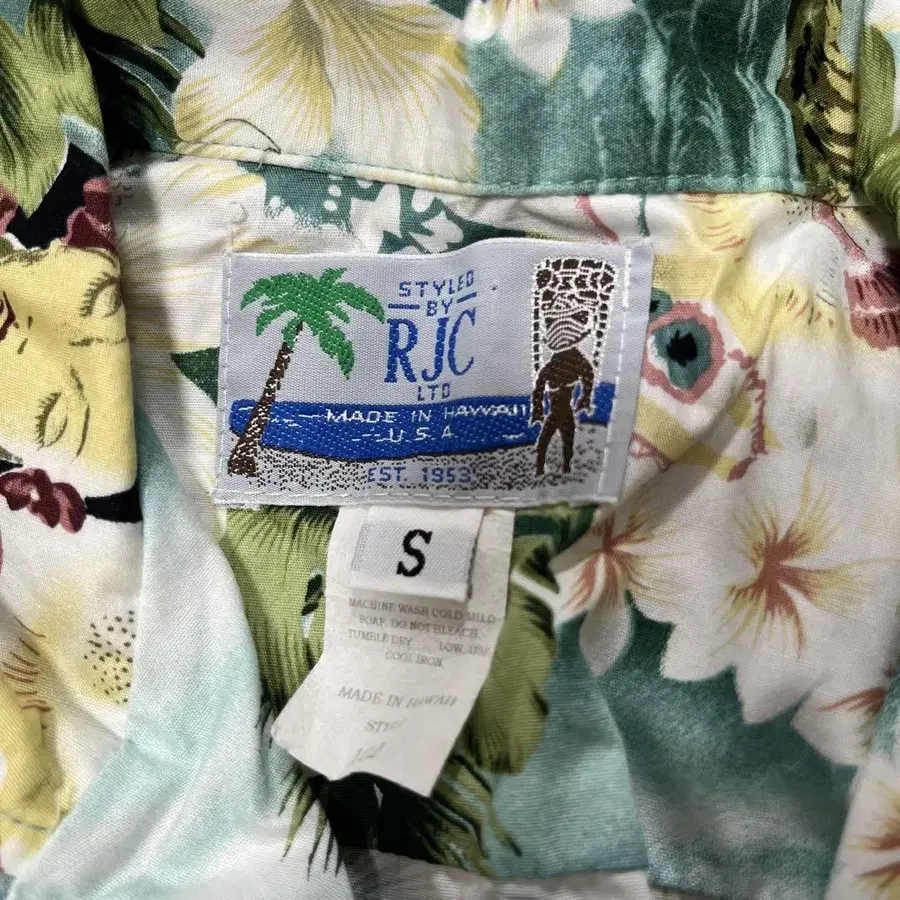 STYLED
BY
RJC
LTD
MADE IN HAWAII
U.S.A
EST. 1953
S
MACHINE WASH COLD MILD
SOAP. DO NOT BLEACH.
TUMBLE DRY LOW, USE
COOL IRON.
MADE IN HAWAII